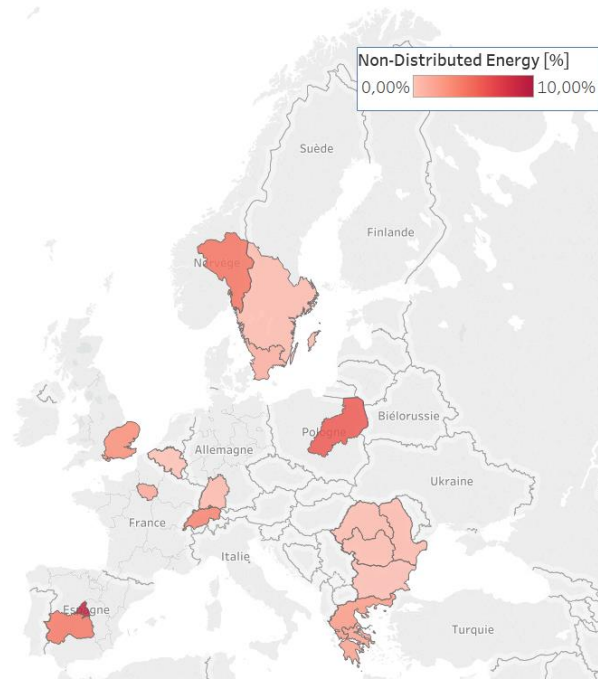 Non-Distributed Energy [%]
0,00% 10,00%
Suède
Finlande
Norvège
Biélorussie
Pologne
Allemagne
Ukraine
France
Italie
Espagne
Turquie